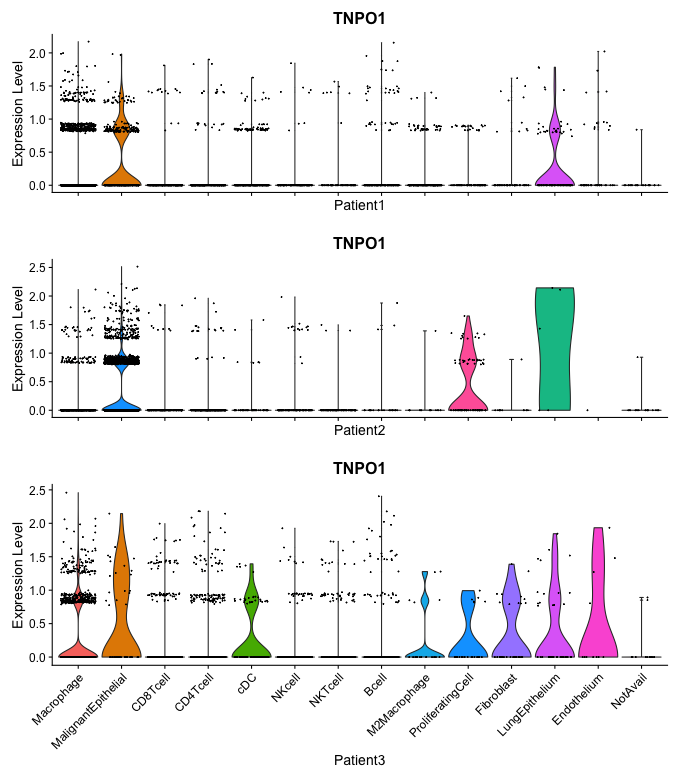 TNPO1
Expression Level
2.0
1.5
1.0
0.5
0.0
Patient1
TNPO1
Expression Level
2.5
2.0
1.5
1.0
0.5
0.0
Patient2
TNPO1
Expression Level
2.5
2.0
1.5
1.0
0.5
0.0
Macrophage
MalignantEpithelial
CD8Tcell
CD4Tcell
cDC
NKcell
NKTcell
Bcell
M2Macrophage
ProliferatingCell
Fibroblast
LungEpithelium
Endothelium
NotAvail
Patient3